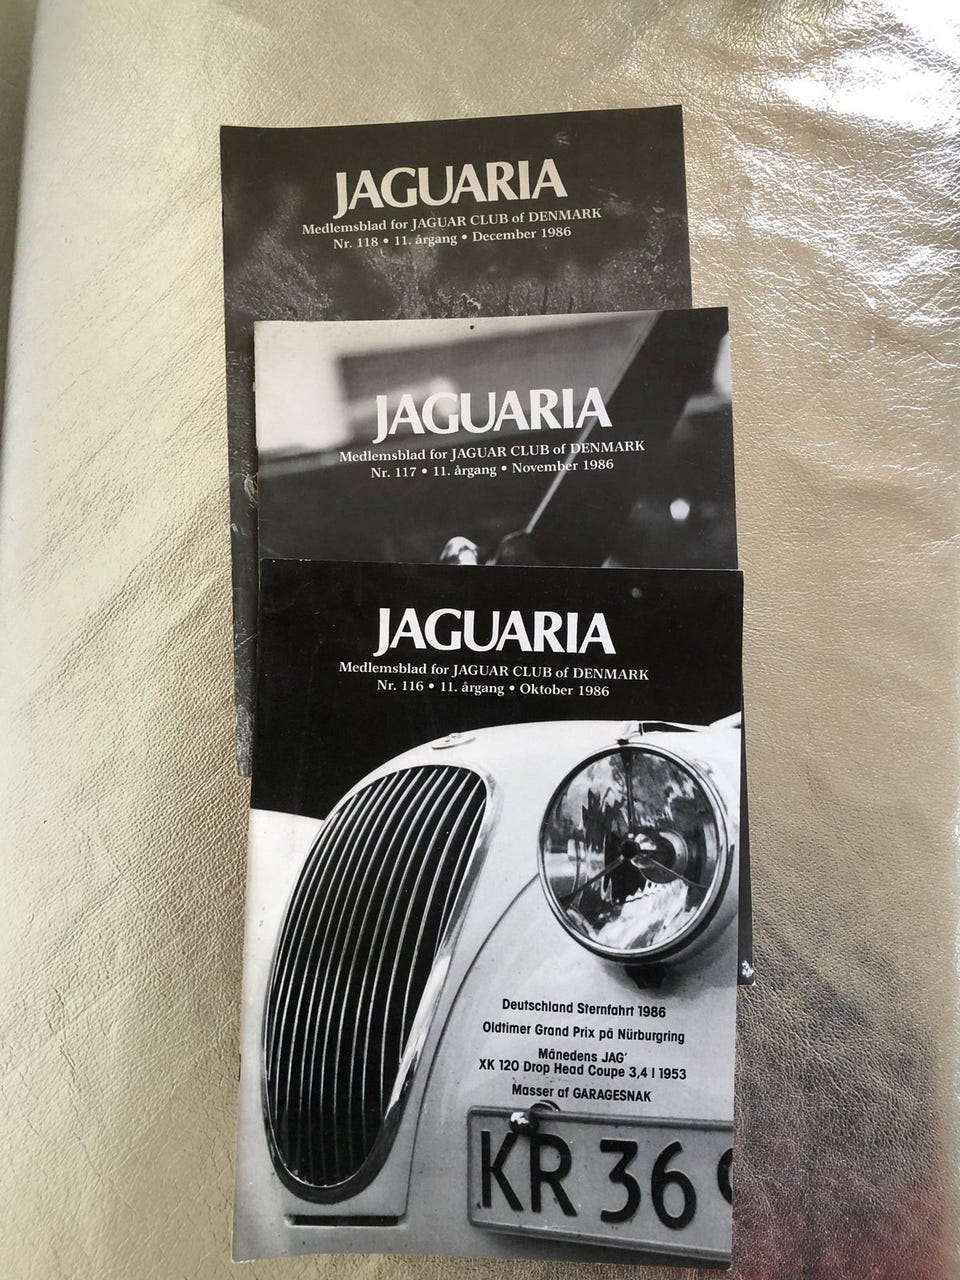 JAGUARIA
Medlemsblad for JAGUAR CLUB of DENMARK
Nr. 118 • 11. årgang • December 1986
JAGUARIA
Medlemsblad for JAGUAR CLUB of DENMARK
Nr. 117 • 11. årgang • November 1986
JAGUARIA
Medlemsblad for JAGUAR CLUB of DENMARK
Nr. 116 • 11. årgang • Oktober 1986
Deutschland Sternfahrt 1986
Oldtimer Grand Prix på Nürburgring
Månedens JAG'
XK 120 Drop Head Coupe 3,4 l 1953
Masser af GARAGESNAK
KR 36